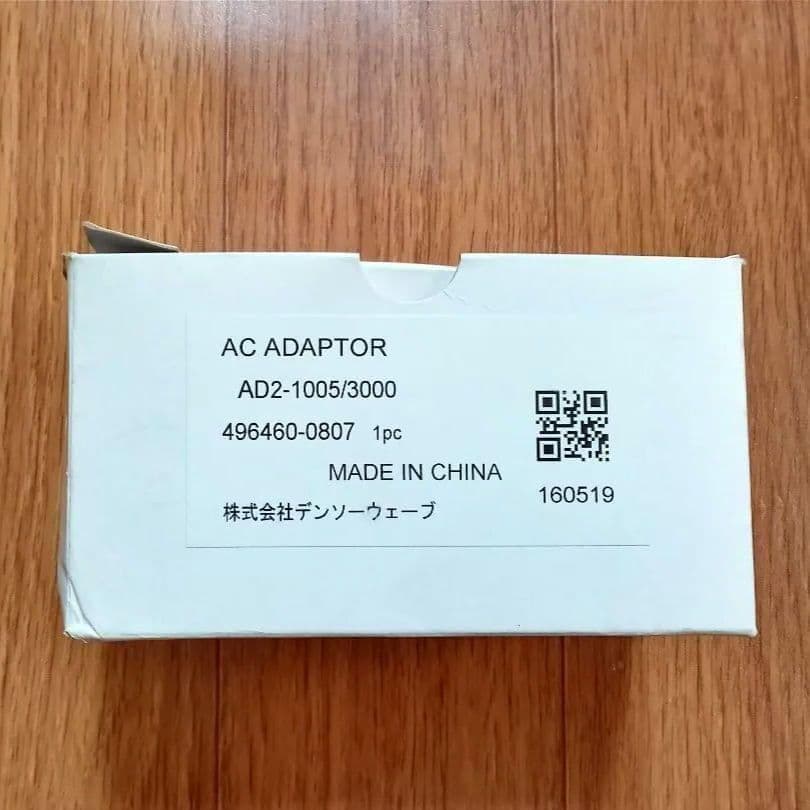 AC ADAPTOR
AD2-1005/3000
496460-0807 1pc
MADE IN CHINA
株式会社デンソーウェーブ
160519